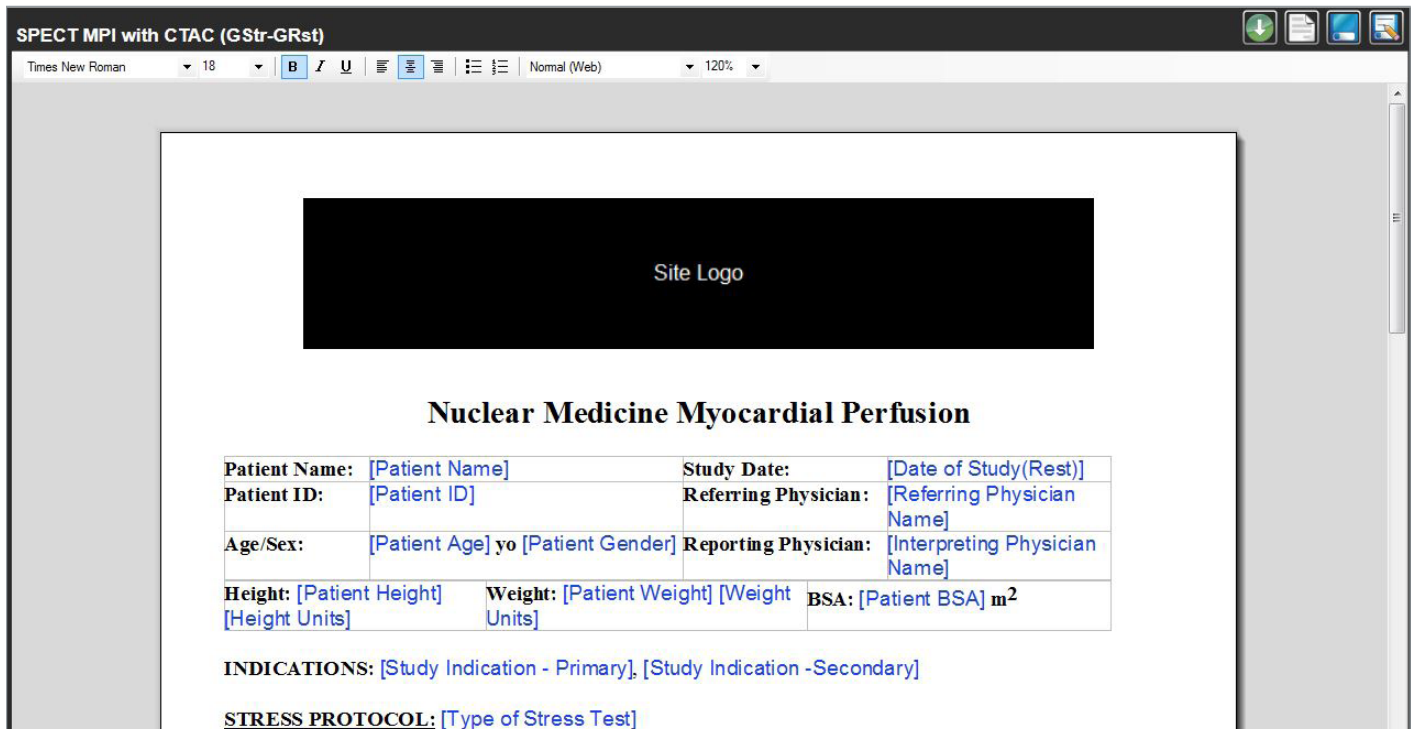 SPECT MPI with CTAC (GStr-GRst)
Times New Roman 18 B I U Normal (Web) 120%
Site Logo
Nuclear Medicine Myocardial Perfusion
Patient Name: [Patient Name] Study Date: [Date of Study(Rest)]
Patient ID: [Patient ID] Referring Physician: [Referring Physician
Name]
Age/Sex: [Patient Age] yo [Patient Gender] Reporting Physician: [Interpreting Physician
Name]
Height: [Patient Height] Weight: [Patient Weight] [Weight BSA: [Patient BSA] m2
[Height Units] Units]
INDICATIONS: [Study Indication - Primary], [Study Indication -Secondary]
STRESS PROTOCOL: [Type of Stress Test]